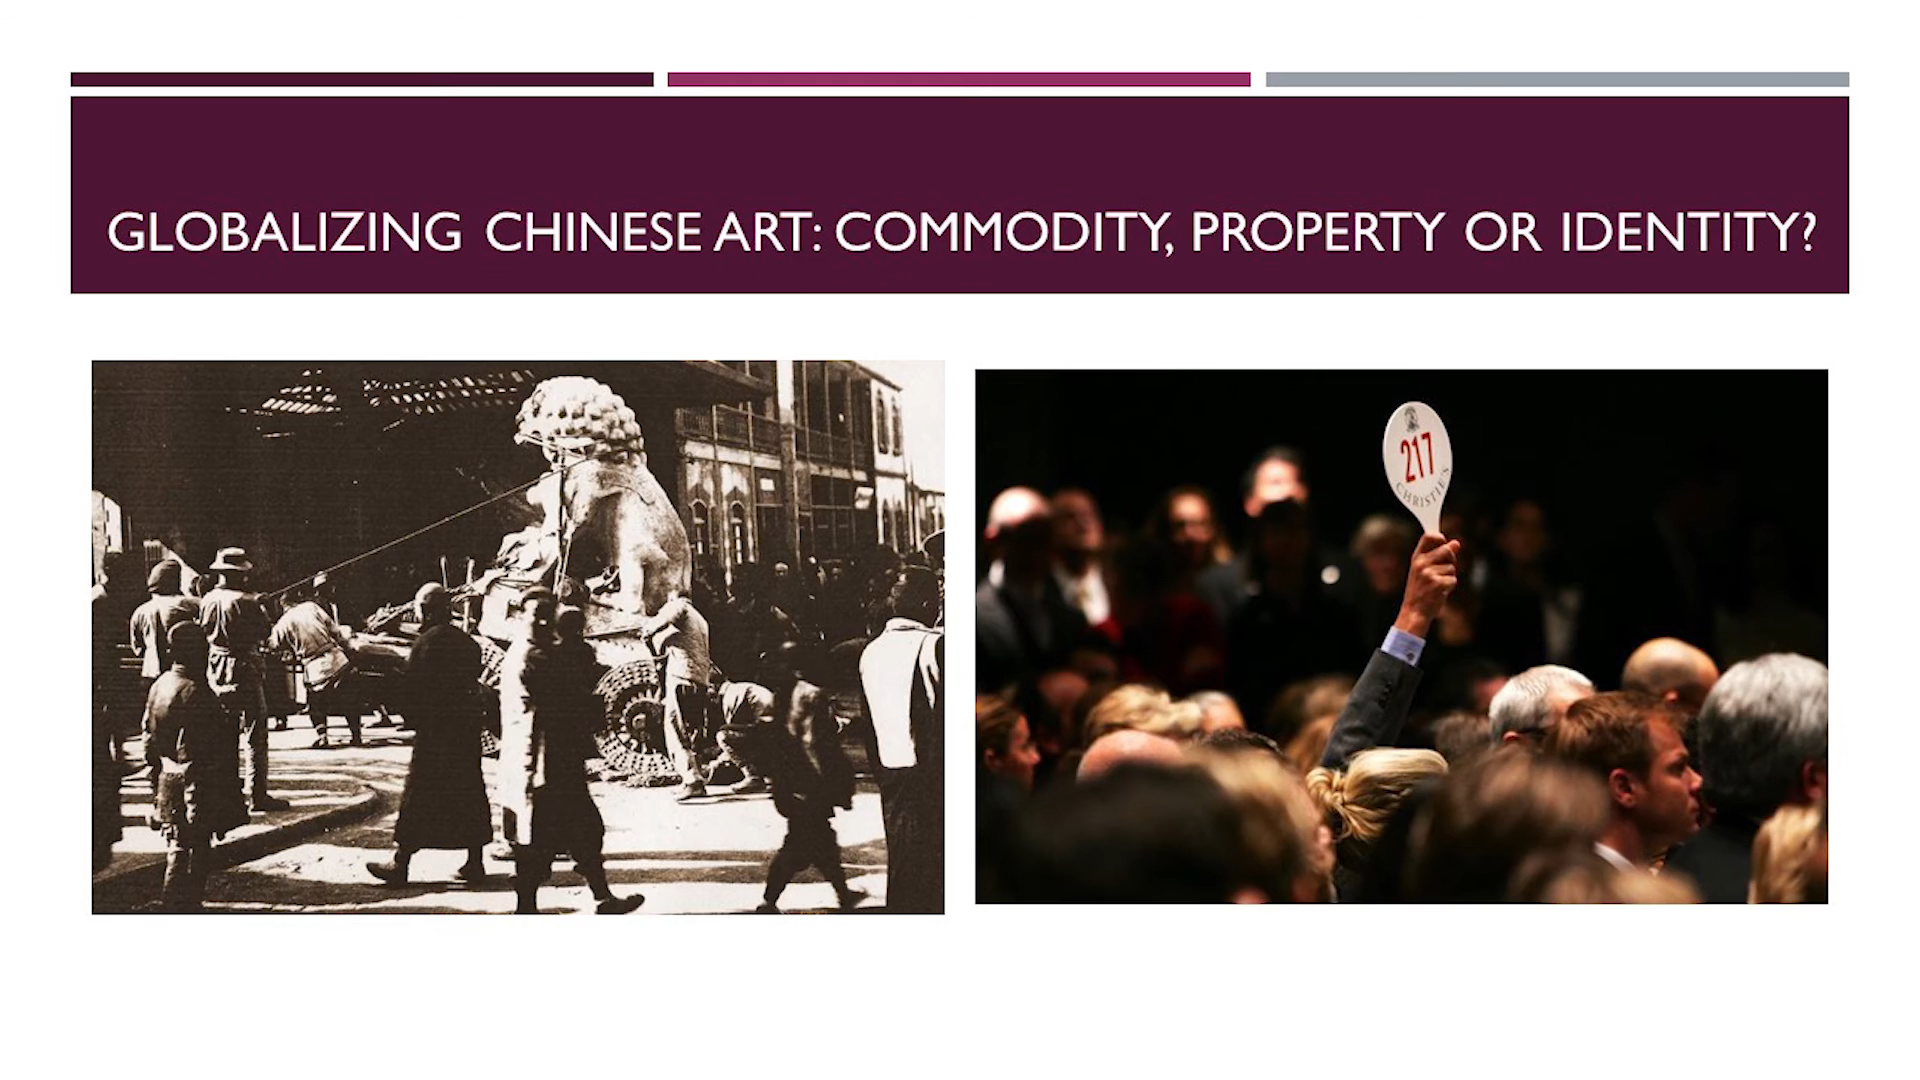 GLOBALIZING CHINESE ART: COMMODITY, PROPERTY OR IDENTITY?
217
CHRISTIE'S